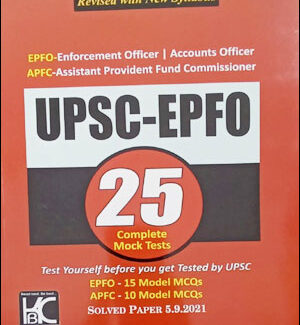 Revised with New Syllabus
EPFO-Enforcement Officer | Accounts Officer
APFC-Assistant Provident Fund Commissioner
UPSC-EPFO
25
Complete
Mock Tests
Test Yourself before you get Tested by UPSC
EPFO - 15 Model MCQs
APFC - 10 Model MCQs
SOLVED PAPER 5.9.2021